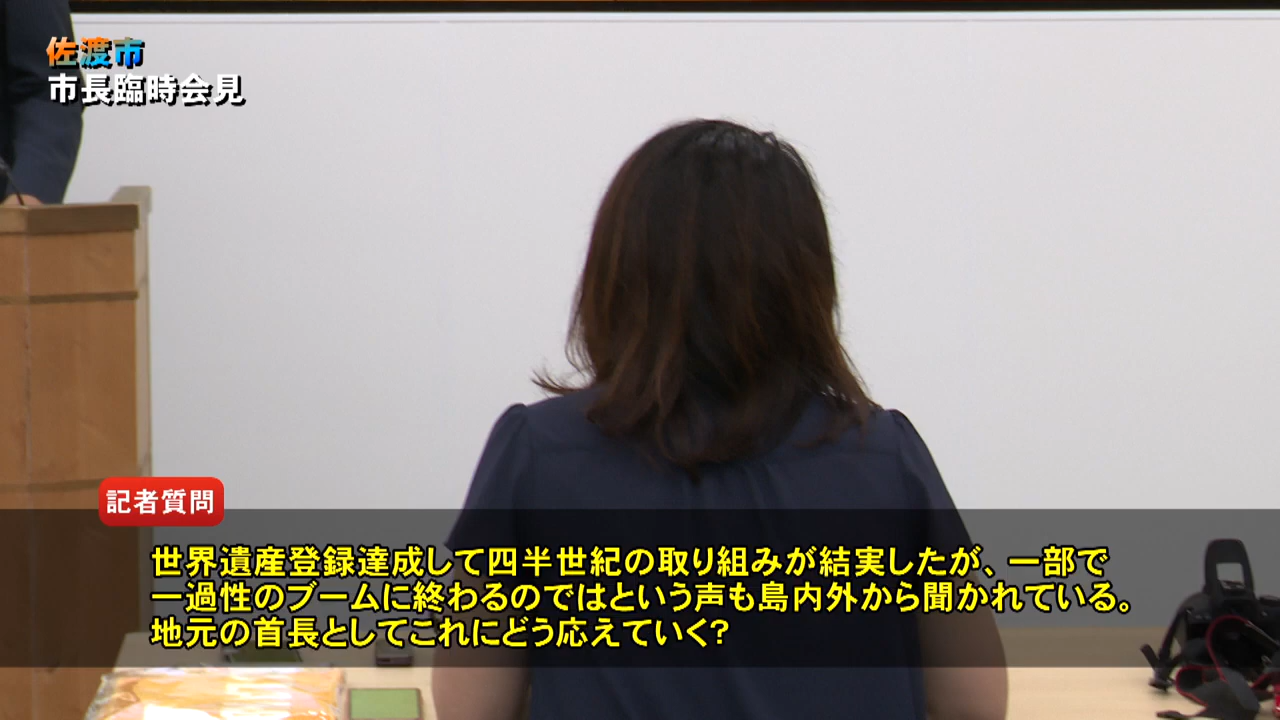 佐渡市
市長臨時会見
記者質問
世界遺産登録達成して四半世紀の取り組みが結実したが、一部で
一過性のブームに終わるのではという声も島内外から聞かれている。
地元の首長としてこれにどう応えていく?